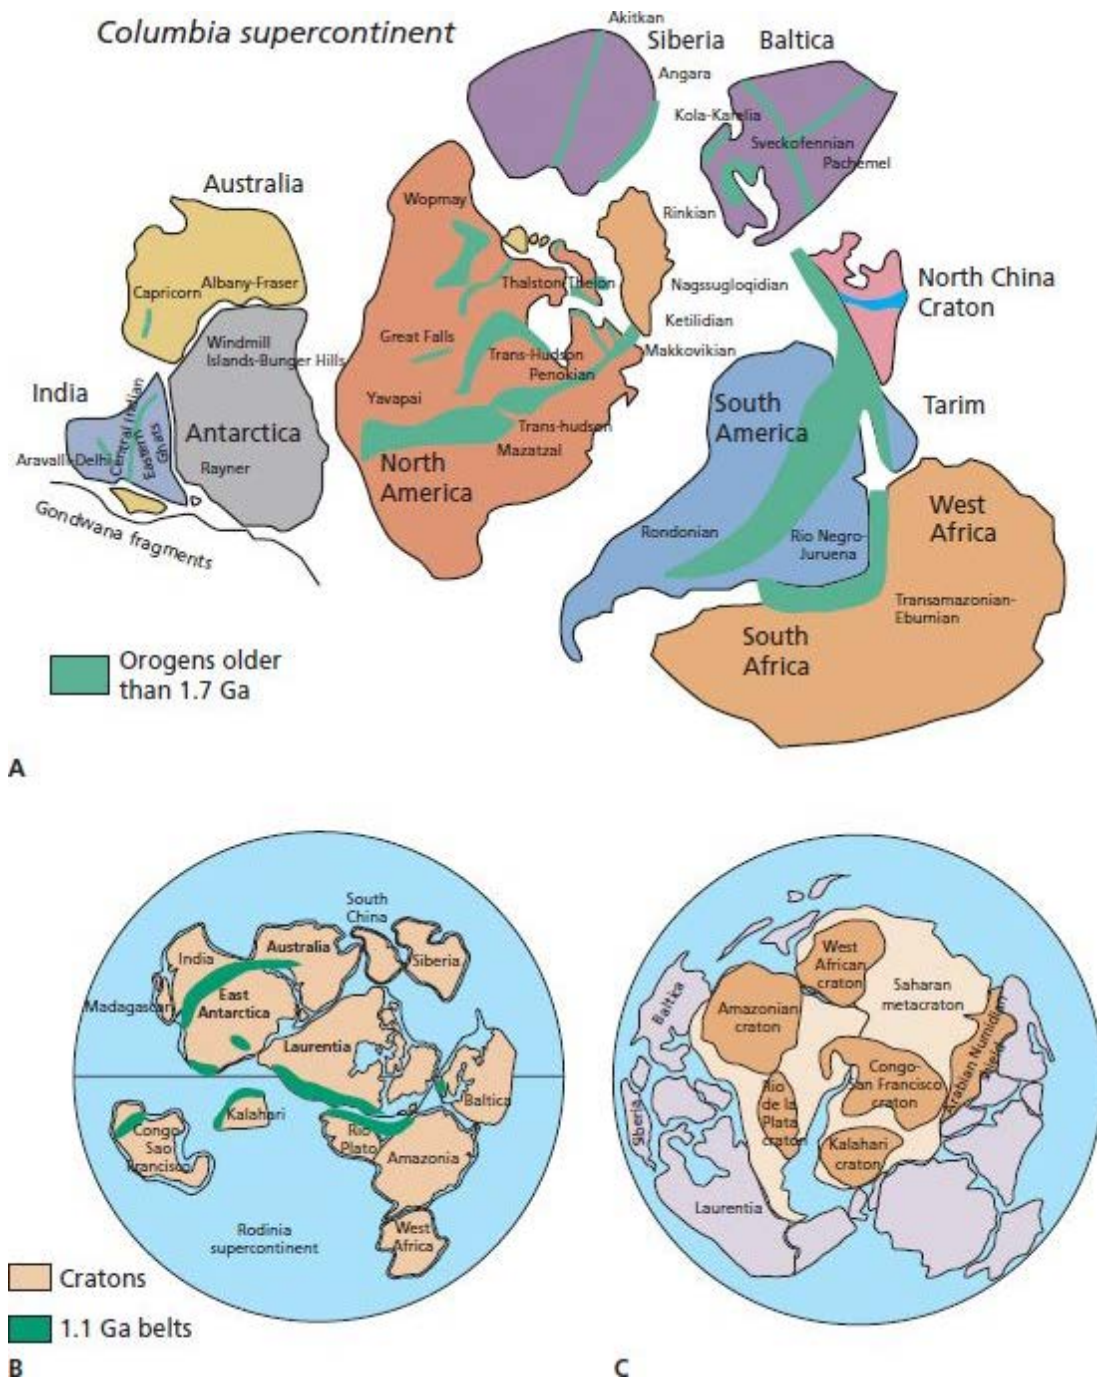 Columbia supercontinent
Akitkan
Siberia
Baltica
Angara
Kola-Karelia
Sveckofennian
Pachemel
Australia
Wopmay
Rinkian
Capricorn
Albany-Fraser
Thalston
Thelon
Nagssugloqidian
North China
Craton
Windmill
Islands-Bunger Hills
Great Falls
Ketilidian
Trans-Hudson
Penokian
Makkovikian
India
Yavapai
South
America
Tarim
Central Indian
Eastern
Ghats
Antarctica
Trans-hudson
Mazatzal
Aravalli-Delhi
Rayner
North
America
West
Africa
Gondwana fragments
Rondonian
Rio Negro-
Juruena
Transamazonian-
Eburnian
South
Africa
Orogens older
than 1.7 Ga
A
South
China
India
Australia
Siberia
Madagascar
East
Antarctica
Laurentia
Baltica
Kalahari
Congo
Sao
Francisco
Rio
Plato
Amazonia
West
Africa
Rodinia
supercontinent
Cratons
1.1 Ga belts
B
West
African
craton
Saharan
metacraton
Baltica
Amazonian
craton
Arabian Numidian
shield
Congo-
San Francisco
craton
Rio
de la
Plata
craton
Siberia
Kalahari
craton
Laurentia
C